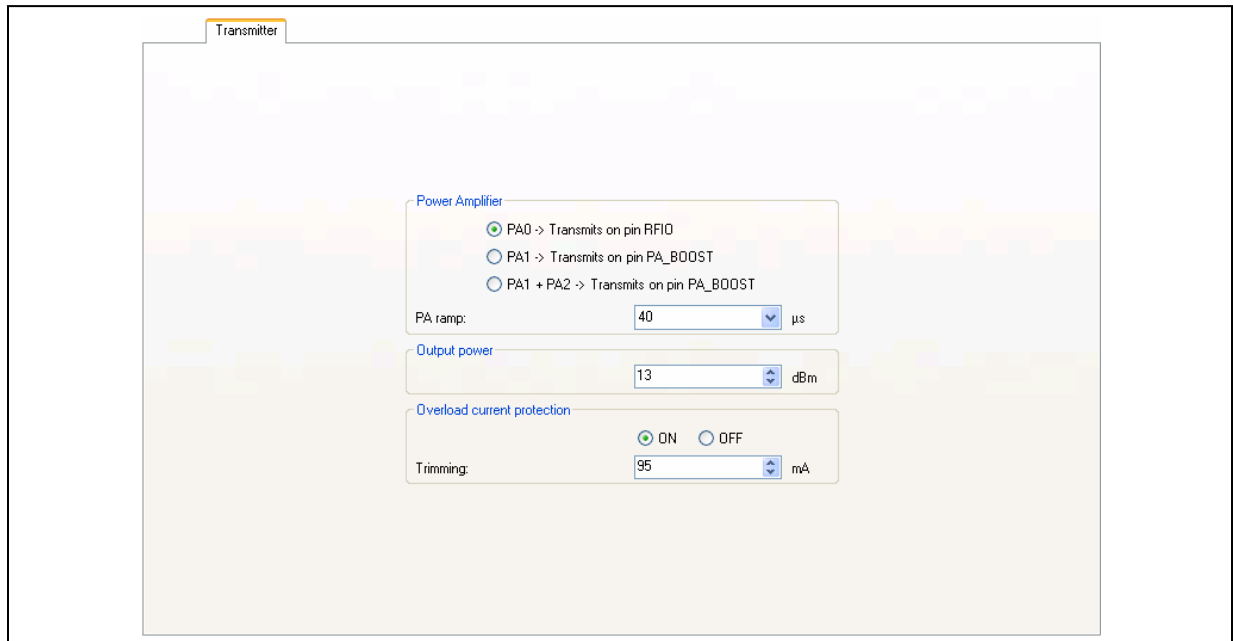 Transmitter
Power Amplifier
PA0 -> Transmits on pin RFIO
PA1 -> Transmits on pin PA_BOOST
PA1 + PA2 -> Transmits on pin PA_BOOST
PA ramp: 40 µs
Output power
13 dBm
Overload current protection
ON OFF
Trimming: 95 mA